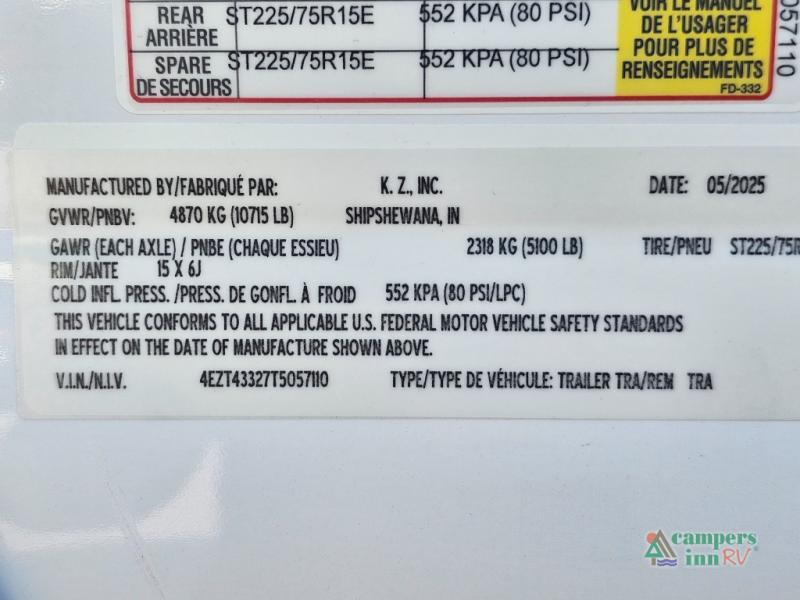 REAR ST225/75R15E 552 KPA (80 PSI)
ARRIÈRE
SPARE ST225/75R15E 552 KPA (80 PSI)
DE SECOURS
VOIR LE MANUEL
DE L'USAGER
POUR PLUS DE
RENSEIGNEMENTS
FD-332
057110
MANUFACTURED BY/FABRIQUÉ PAR: K. Z., INC. DATE: 05/2025
GVWR/PNBV: 4870 KG (10715 LB) SHIPSHEWANA, IN
GAWR (EACH AXLE) / PNBE (CHAQUE ESSIEU) 2318 KG (5100 LB) TIRE/PNEU ST225/75R
RIM/JANTE 15 X 6J
COLD INFL. PRESS. /PRESS. DE GONFL. À FROID 552 KPA (80 PSI/LPC)
THIS VEHICLE CONFORMS TO ALL APPLICABLE U.S. FEDERAL MOTOR VEHICLE SAFETY STANDARDS
IN EFFECT ON THE DATE OF MANUFACTURE SHOWN ABOVE.
V.I.N./N.I.V. 4EZT43327T5057110 TYPE/TYPE DE VÉHICULE: TRAILER TRA/REM TRA
campers
inn RV®